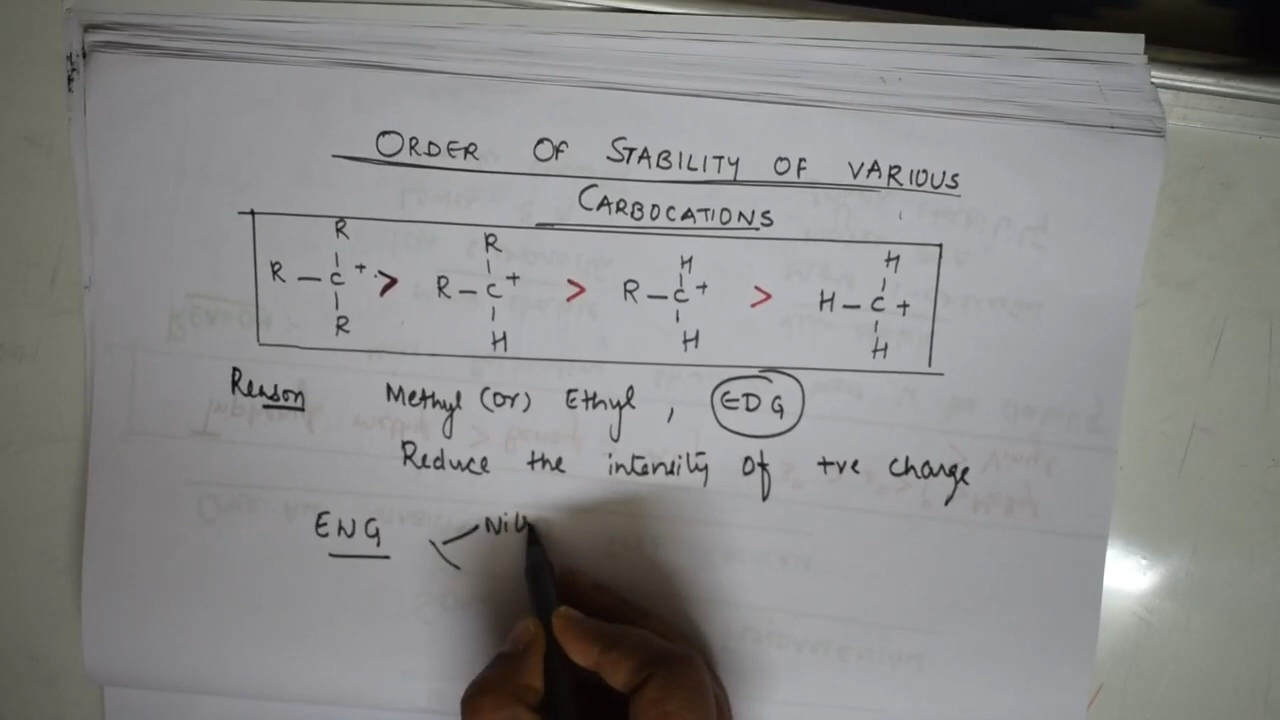 ORDER OF STABILITY OF VARIOUS
CARBOCATIONS
R R H H
R — C + > R — C + > R — C + > H — C +
R H H H
Reason Methyl (or) Ethyl, EDG
Reduce the intensity of +ve charge
ENG